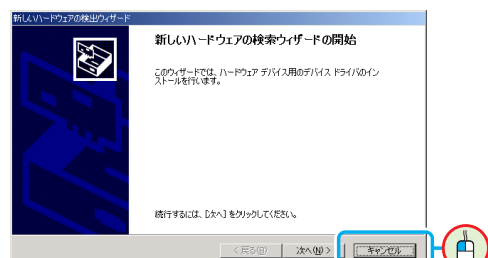 新しいハードウェアの検出ウィザード
新しいハードウェアの検索ウィザードの開始
このウィザードでは、ハードウェア デバイス用のデバイス ドライバのイン
ストールを行います。
続行するには、[次へ] をクリックしてください。
< 戻る(B) 次へ(N) > キャンセル